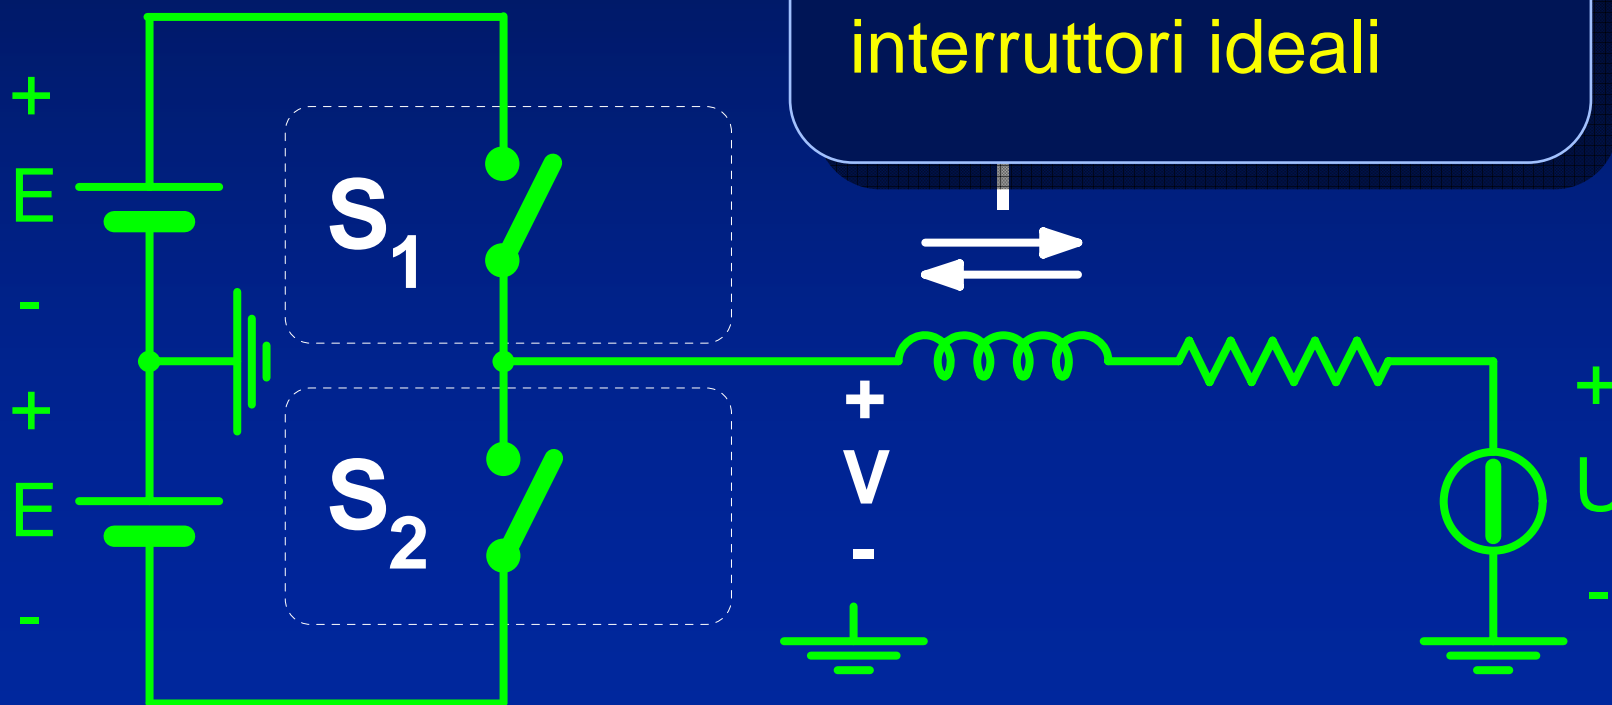 interruttori ideali
+
E
-
S1
+
V
-
+
E
-
S2
+
U
-